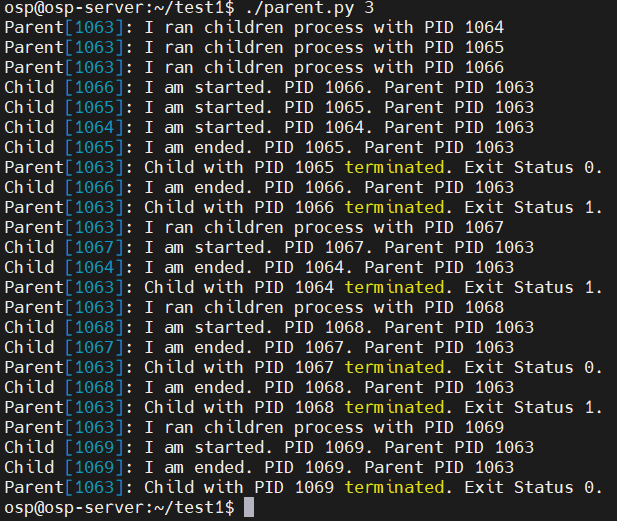 osp@osp-server:~/test1$ ./parent.py 3
Parent[1063]: I ran children process with PID 1064
Parent[1063]: I ran children process with PID 1065
Parent[1063]: I ran children process with PID 1066
Child [1066]: I am started. PID 1066. Parent PID 1063
Child [1065]: I am started. PID 1065. Parent PID 1063
Child [1064]: I am started. PID 1064. Parent PID 1063
Child [1065]: I am ended. PID 1065. Parent PID 1063
Parent[1063]: Child with PID 1065 terminated. Exit Status 0.
Child [1066]: I am ended. PID 1066. Parent PID 1063
Parent[1063]: Child with PID 1066 terminated. Exit Status 1.
Parent[1063]: I ran children process with PID 1067
Child [1067]: I am started. PID 1067. Parent PID 1063
Child [1064]: I am ended. PID 1064. Parent PID 1063
Parent[1063]: Child with PID 1064 terminated. Exit Status 1.
Parent[1063]: I ran children process with PID 1068
Child [1068]: I am started. PID 1068. Parent PID 1063
Child [1067]: I am ended. PID 1067. Parent PID 1063
Parent[1063]: Child with PID 1067 terminated. Exit Status 0.
Child [1068]: I am ended. PID 1068. Parent PID 1063
Parent[1063]: Child with PID 1068 terminated. Exit Status 1.
Parent[1063]: I ran children process with PID 1069
Child [1069]: I am started. PID 1069. Parent PID 1063
Child [1069]: I am ended. PID 1069. Parent PID 1063
Parent[1063]: Child with PID 1069 terminated. Exit Status 0.
osp@osp-server:~/test1$